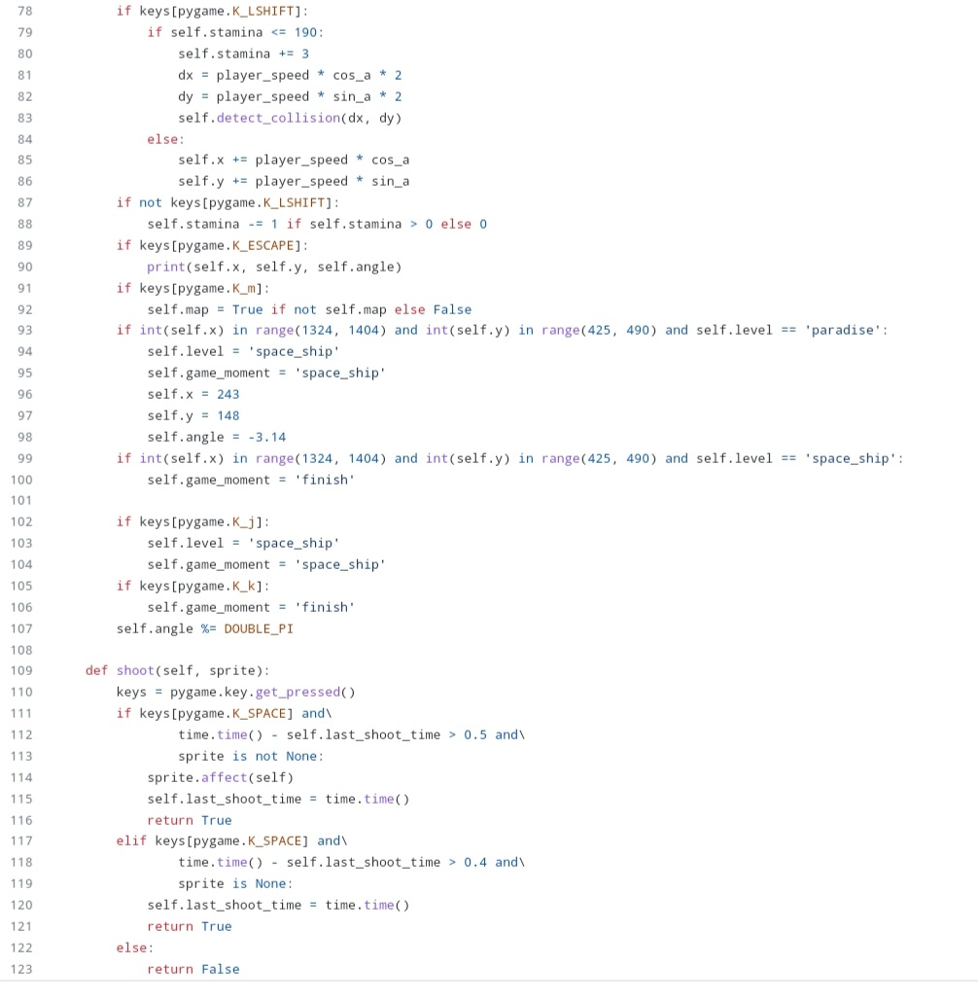 78 if keys[pygame.K_LSHIFT]:
79 if self.stamina <= 190:
80 self.stamina += 3
81 dx = player_speed * cos_a * 2
82 dy = player_speed * sin_a * 2
83 self.detect_collision(dx, dy)
84 else:
85 self.x += player_speed * cos_a
86 self.y += player_speed * sin_a
87 if not keys[pygame.K_LSHIFT]:
88 self.stamina -= 1 if self.stamina > 0 else 0
89 if keys[pygame.K_ESCAPE]:
90 print(self.x, self.y, self.angle)
91 if keys[pygame.K_m]:
92 self.map = True if not self.map else False
93 if int(self.x) in range(1324, 1404) and int(self.y) in range(425, 490) and self.level == 'paradise':
94 self.level = 'space_ship'
95 self.game_moment = 'space_ship'
96 self.x = 243
97 self.y = 148
98 self.angle = -3.14
99 if int(self.x) in range(1324, 1404) and int(self.y) in range(425, 490) and self.level == 'space_ship':
100 self.game_moment = 'finish'
101
102 if keys[pygame.K_j]:
103 self.level = 'space_ship'
104 self.game_moment = 'space_ship'
105 if keys[pygame.K_k]:
106 self.game_moment = 'finish'
107 self.angle %= DOUBLE_PI
108
109 def shoot(self, sprite):
110 keys = pygame.key.get_pressed()
111 if keys[pygame.K_SPACE] and\
112 time.time() - self.last_shoot_time > 0.5 and\
113 sprite is not None:
114 sprite.affect(self)
115 self.last_shoot_time = time.time()
116 return True
117 elif keys[pygame.K_SPACE] and\
118 time.time() - self.last_shoot_time > 0.4 and\
119 sprite is None:
120 self.last_shoot_time = time.time()
121 return True
122 else:
123 return False